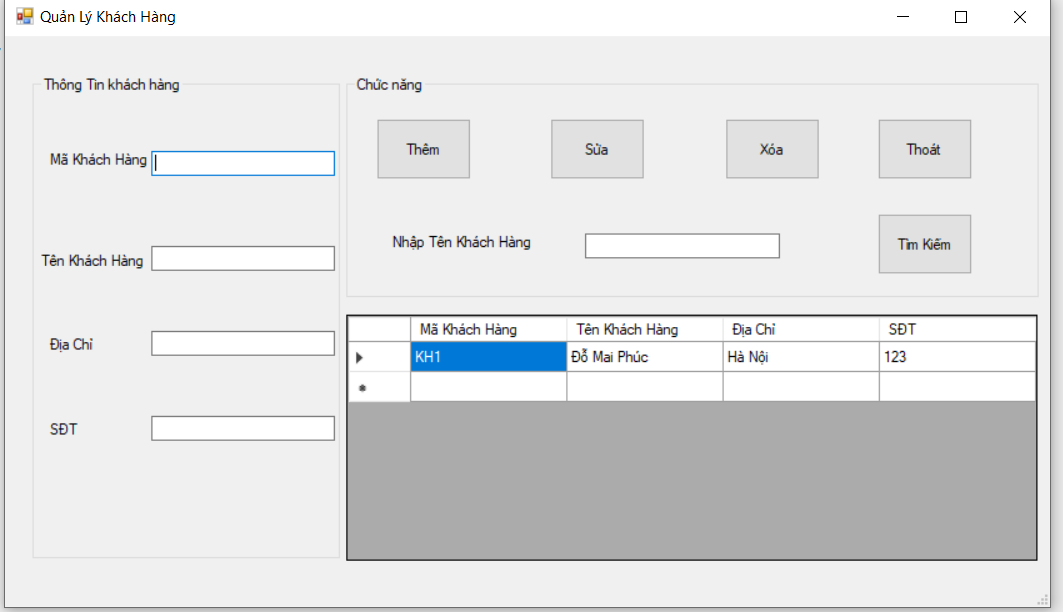 Quản Lý Khách Hàng
Thông Tin khách hàng
Mã Khách Hàng
Tên Khách Hàng
Địa Chỉ
SĐT
Chức năng
Thêm
Sửa
Xóa
Thoát
Nhập Tên Khách Hàng
Tìm Kiếm
Mã Khách Hàng Tên Khách Hàng Địa Chỉ SĐT
KH1 Đỗ Mai Phúc Hà Nội 123